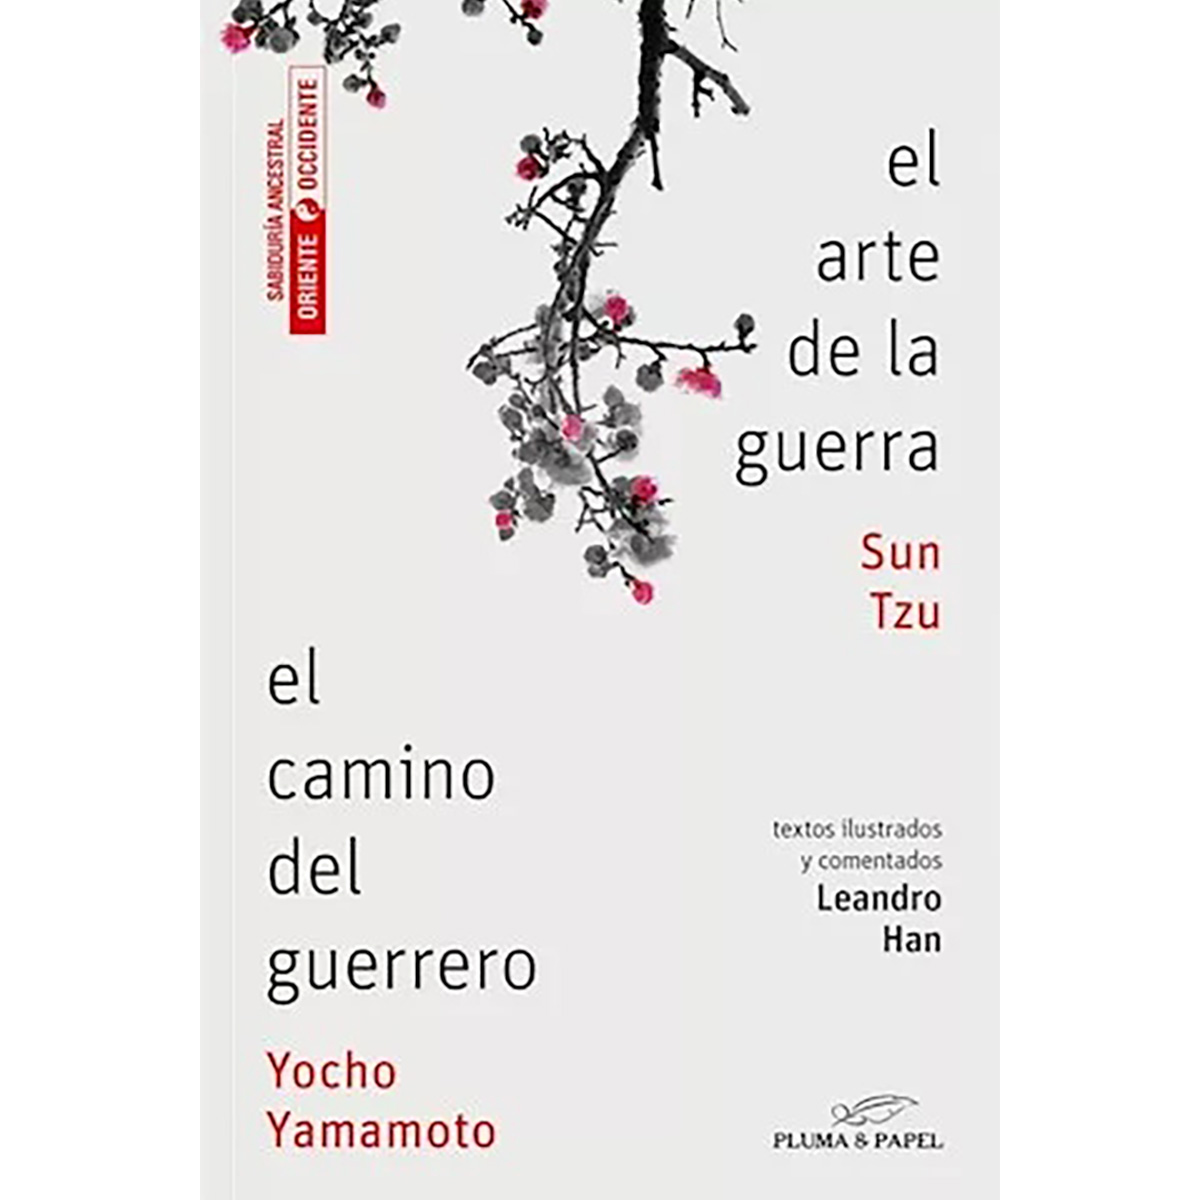 SABIDURÍA ANCESTRAL
ORIENTE OCCIDENTE
el
arte
de la
guerra
Sun
Tzu
el
camino
del
guerrero
Yocho
Yamamoto
textos ilustrados
y comentados
Leandro
Han
PLUMA & PAPEL